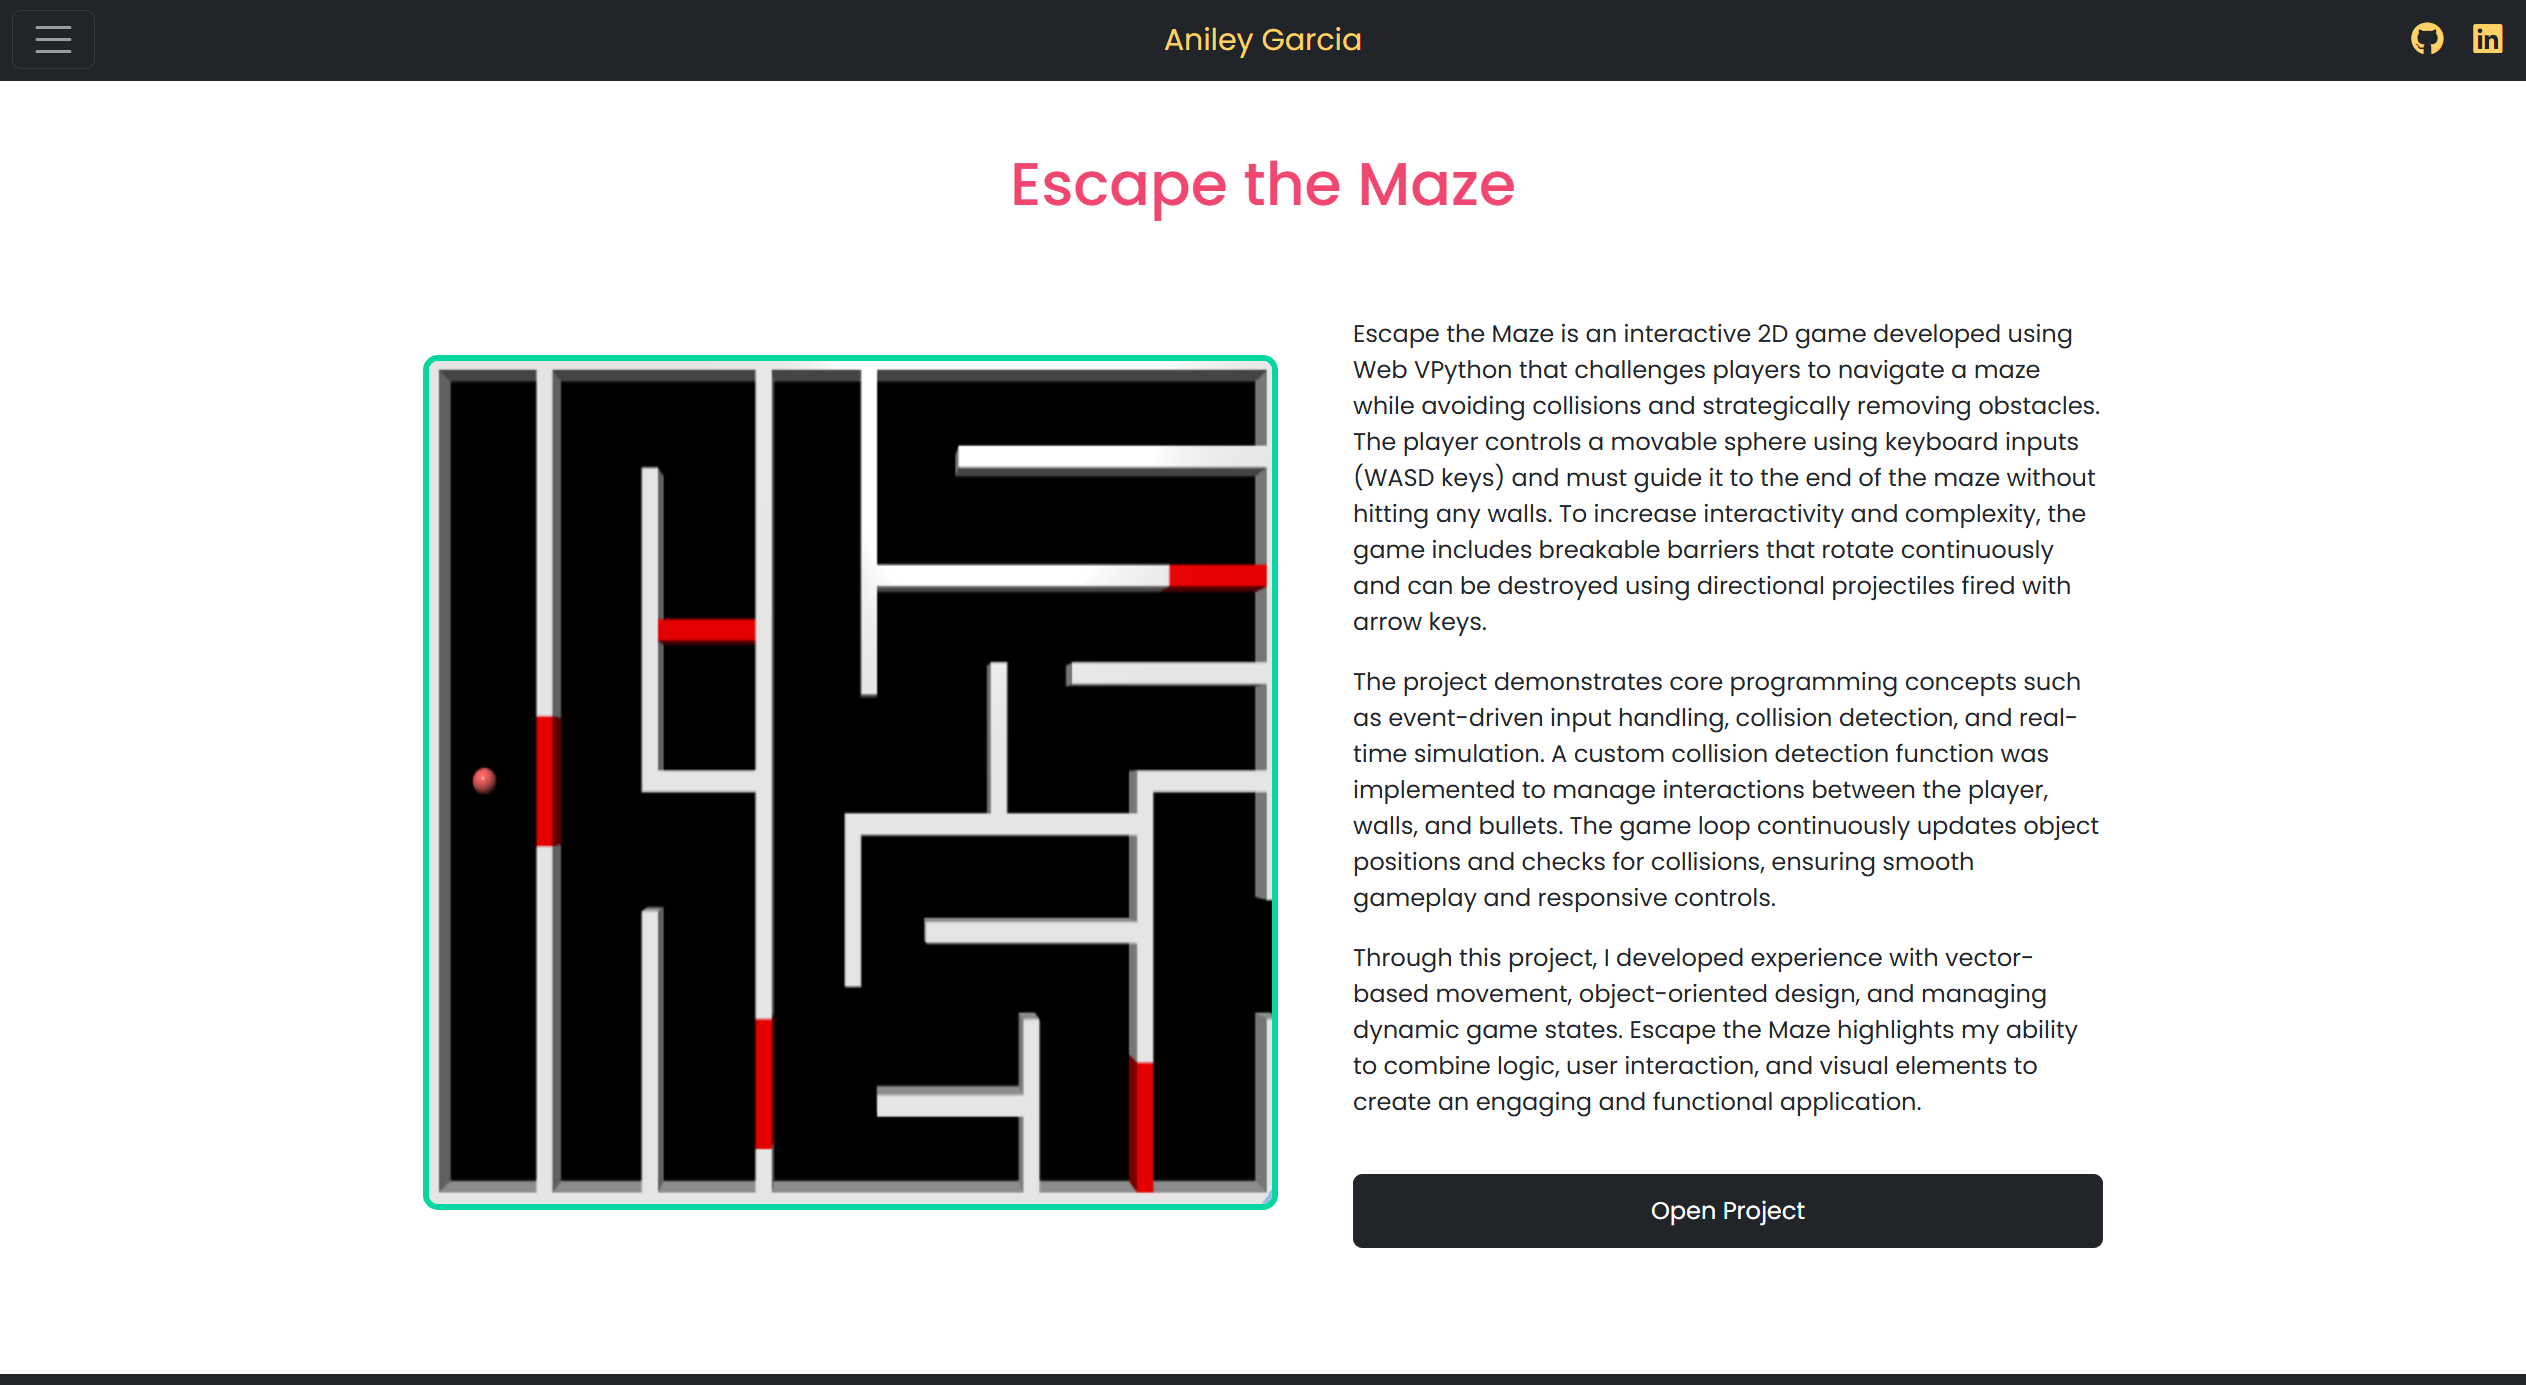 Aniley Garcia
Escape the Maze
Escape the Maze is an interactive 2D game developed using
Web VPython that challenges players to navigate a maze
while avoiding collisions and strategically removing obstacles.
The player controls a movable sphere using keyboard inputs
(WASD keys) and must guide it to the end of the maze without
hitting any walls. To increase interactivity and complexity, the
game includes breakable barriers that rotate continuously
and can be destroyed using directional projectiles fired with
arrow keys.
The project demonstrates core programming concepts such
as event-driven input handling, collision detection, and real-
time simulation. A custom collision detection function was
implemented to manage interactions between the player,
walls, and bullets. The game loop continuously updates object
positions and checks for collisions, ensuring smooth
gameplay and responsive controls.
Through this project, I developed experience with vector-
based movement, object-oriented design, and managing
dynamic game states. Escape the Maze highlights my ability
to combine logic, user interaction, and visual elements to
create an engaging and functional application.
Open Project